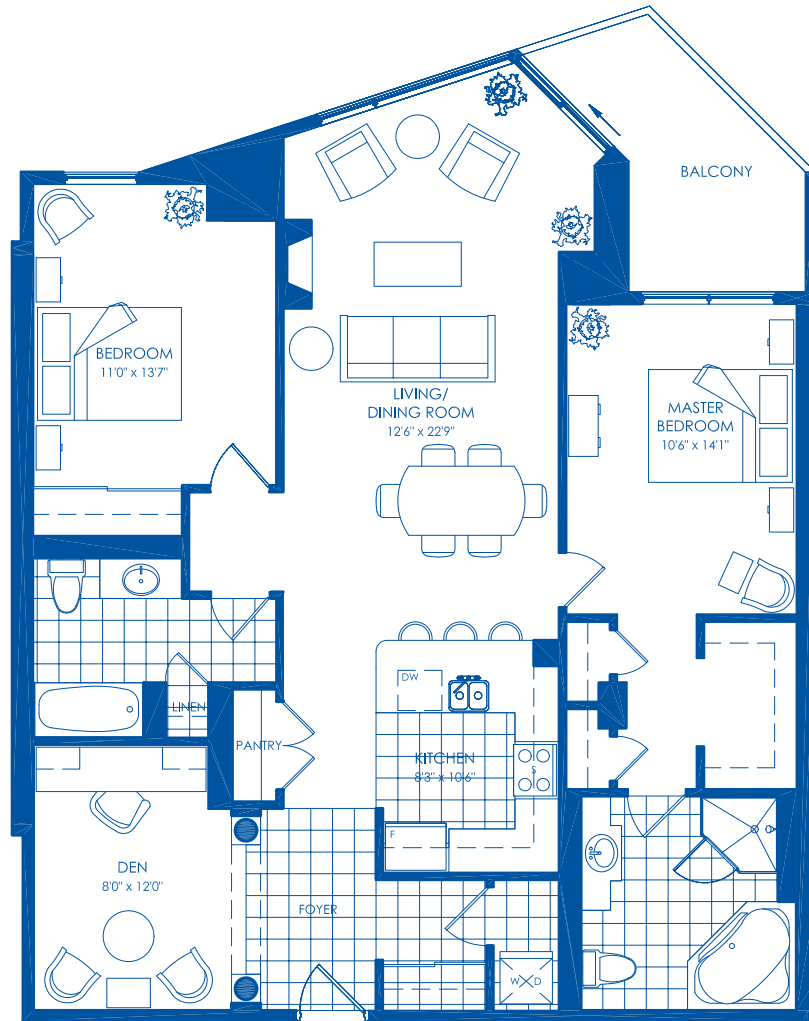 BALCONY
BEDROOM
11'0" x 13'7"
LIVING/
DINING ROOM
12'6" x 22'9"
MASTER
BEDROOM
10'6" x 14'1"
DW
LINEN
PANTRY
KITCHEN
8'3" x 10'6"
S
F
DEN
8'0" x 12'0"
FOYER
W D